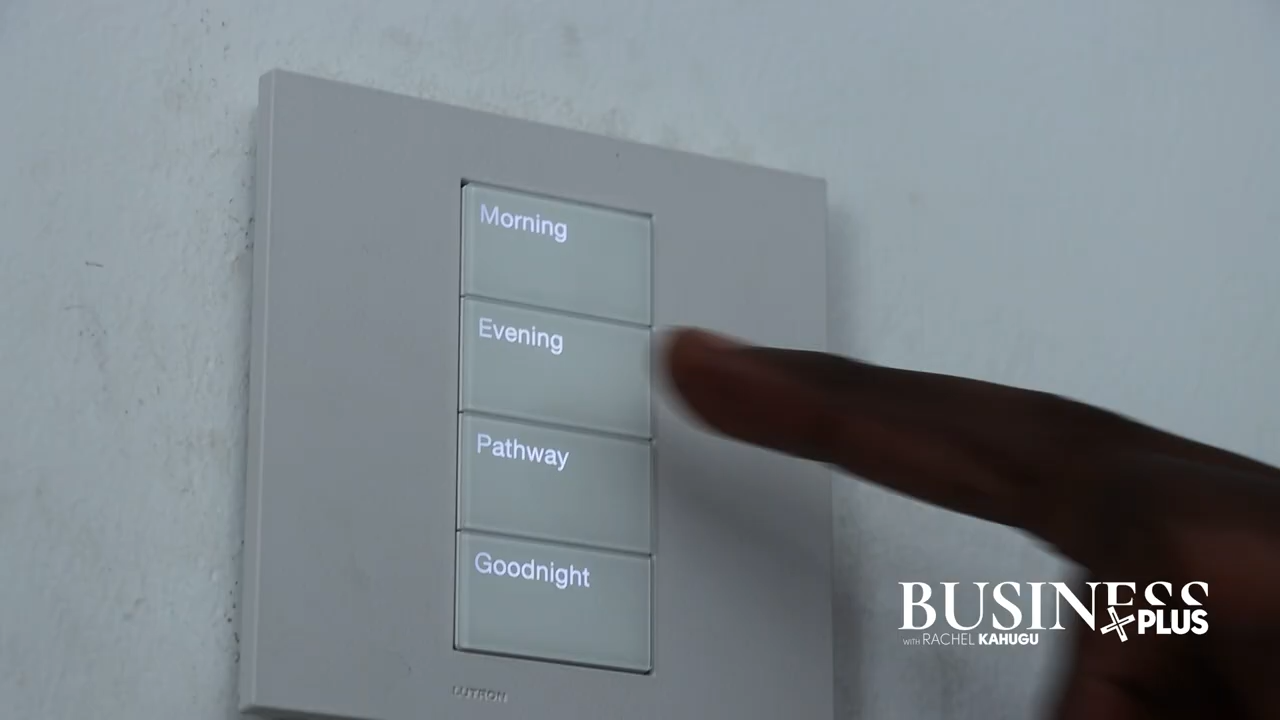 Morning
Evening
Pathway
Goodnight
LUTRON
BUSINESS
PLUS
WITH RACHEL KAHUGU